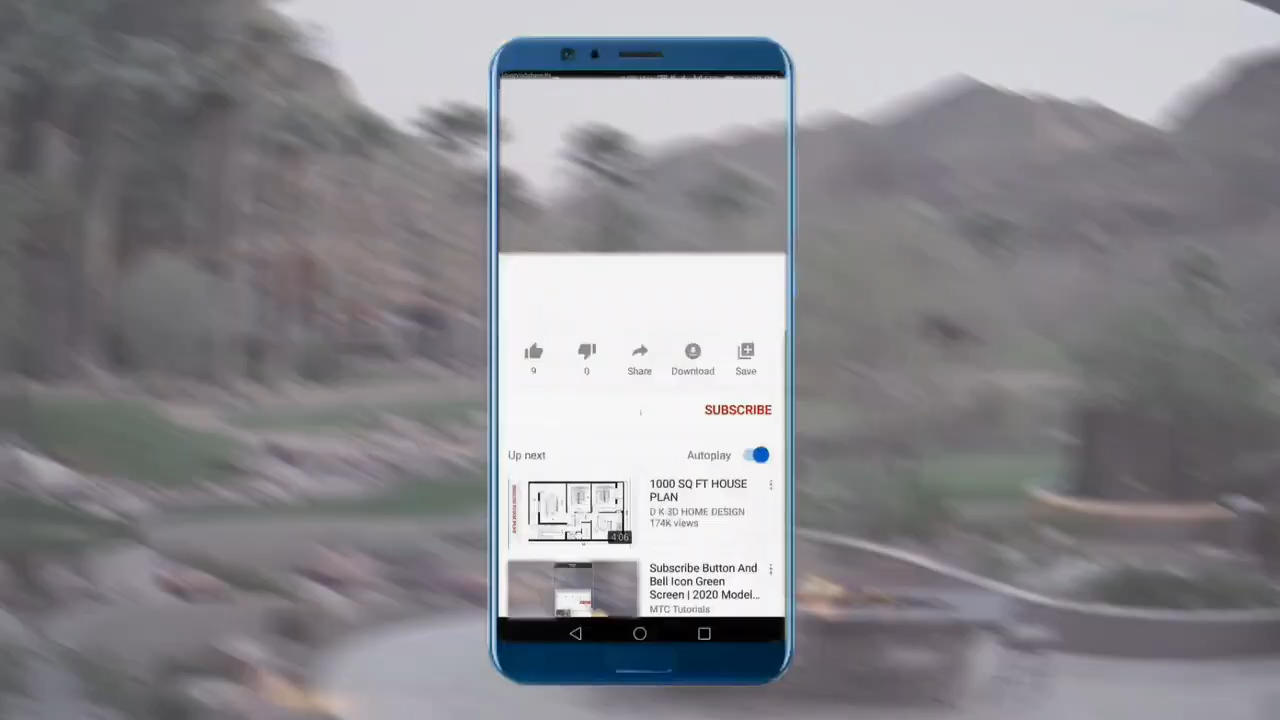 9
0
Share
Download
Save
SUBSCRIBE
Up next
Autoplay
1000 SQ FT HOUSE
PLAN
D K 3D HOME DESIGN
174K views
4:06
Subscribe Button And
Bell Icon Green
Screen | 2020 Model...
MTC Tutorials